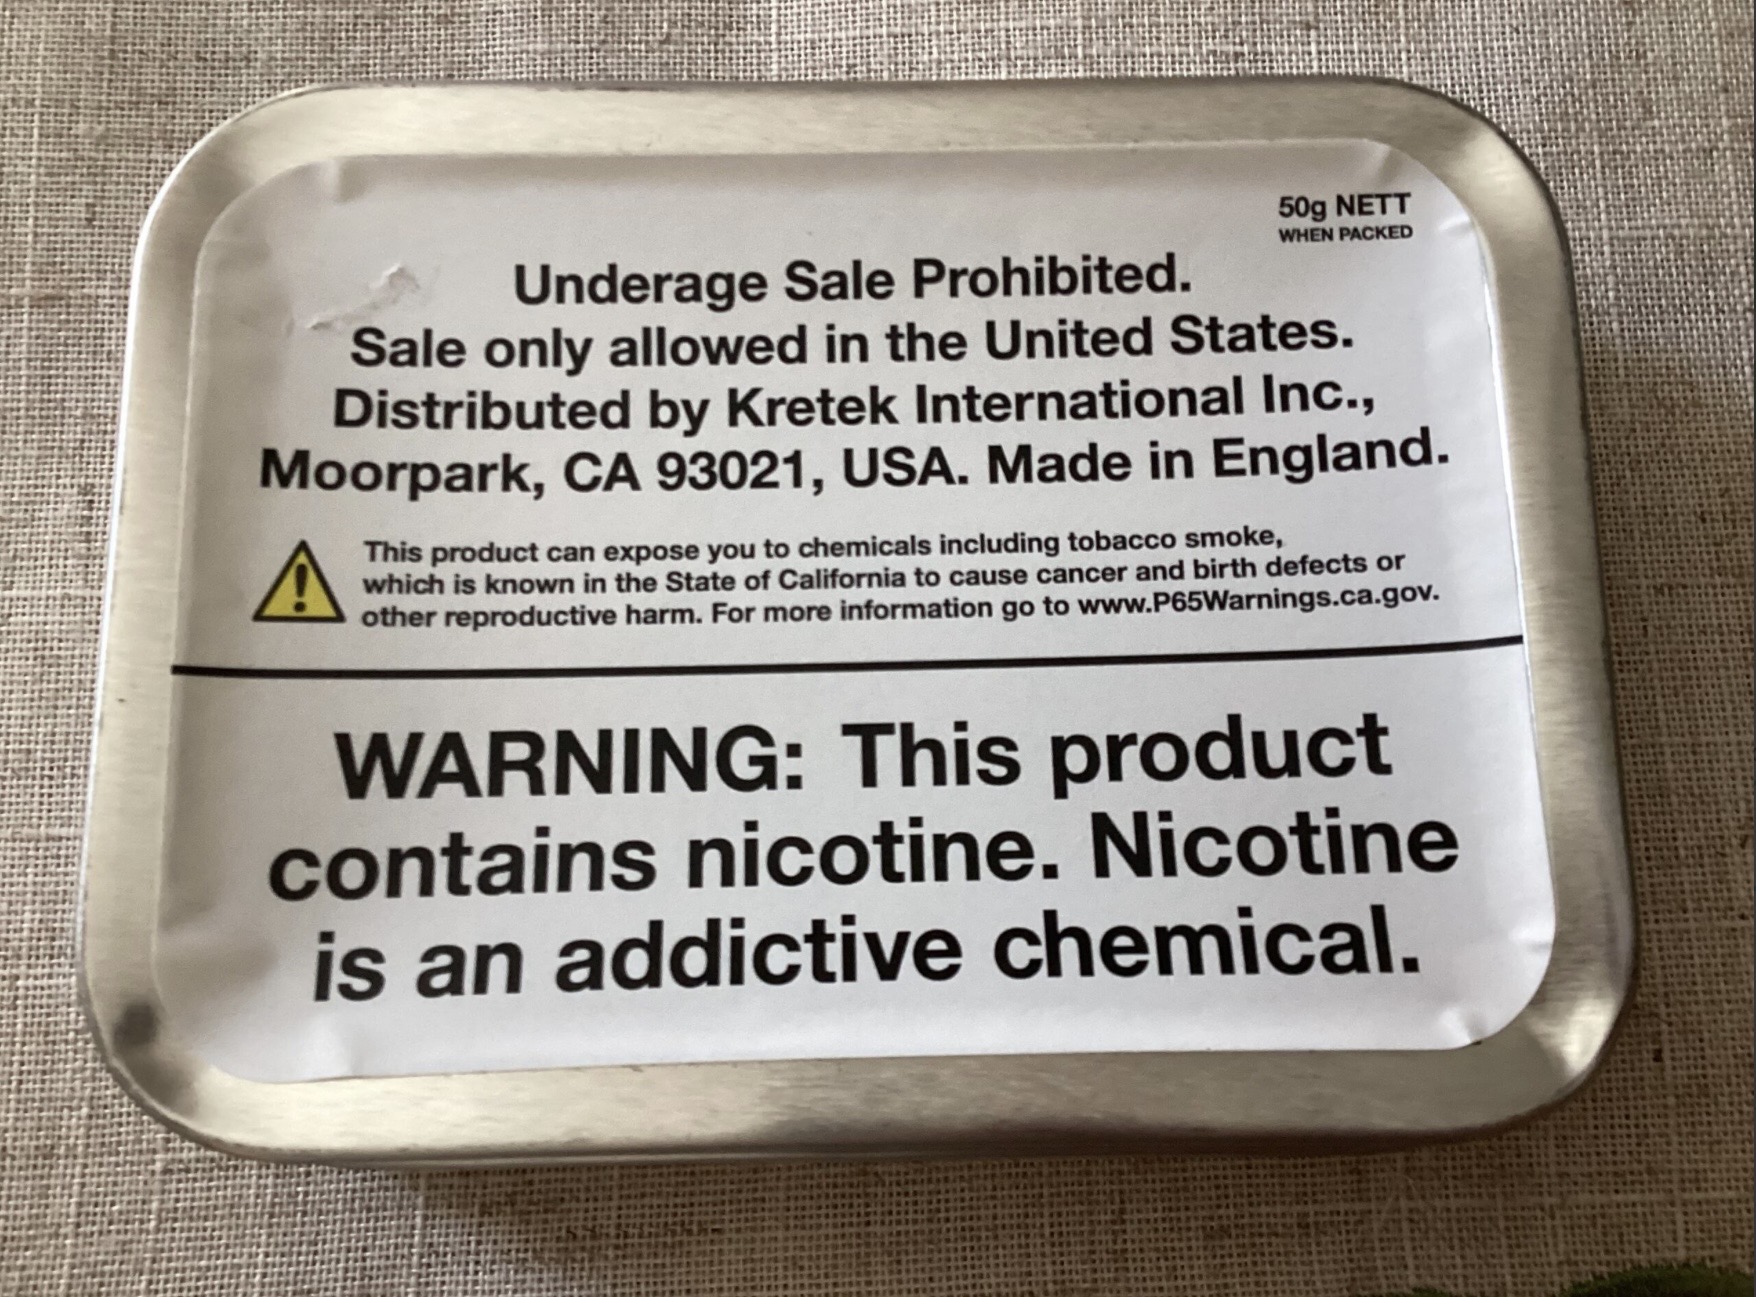 50g NETT
WHEN PACKED
Underage Sale Prohibited.
Sale only allowed in the United States.
Distributed by Kretek International Inc.,
Moorpark, CA 93021, USA. Made in England.
This product can expose you to chemicals including tobacco smoke,
which is known in the State of California to cause cancer and birth defects or
other reproductive harm. For more information go to www.P65Warnings.ca.gov.
WARNING: This product
contains nicotine. Nicotine
is an addictive chemical.